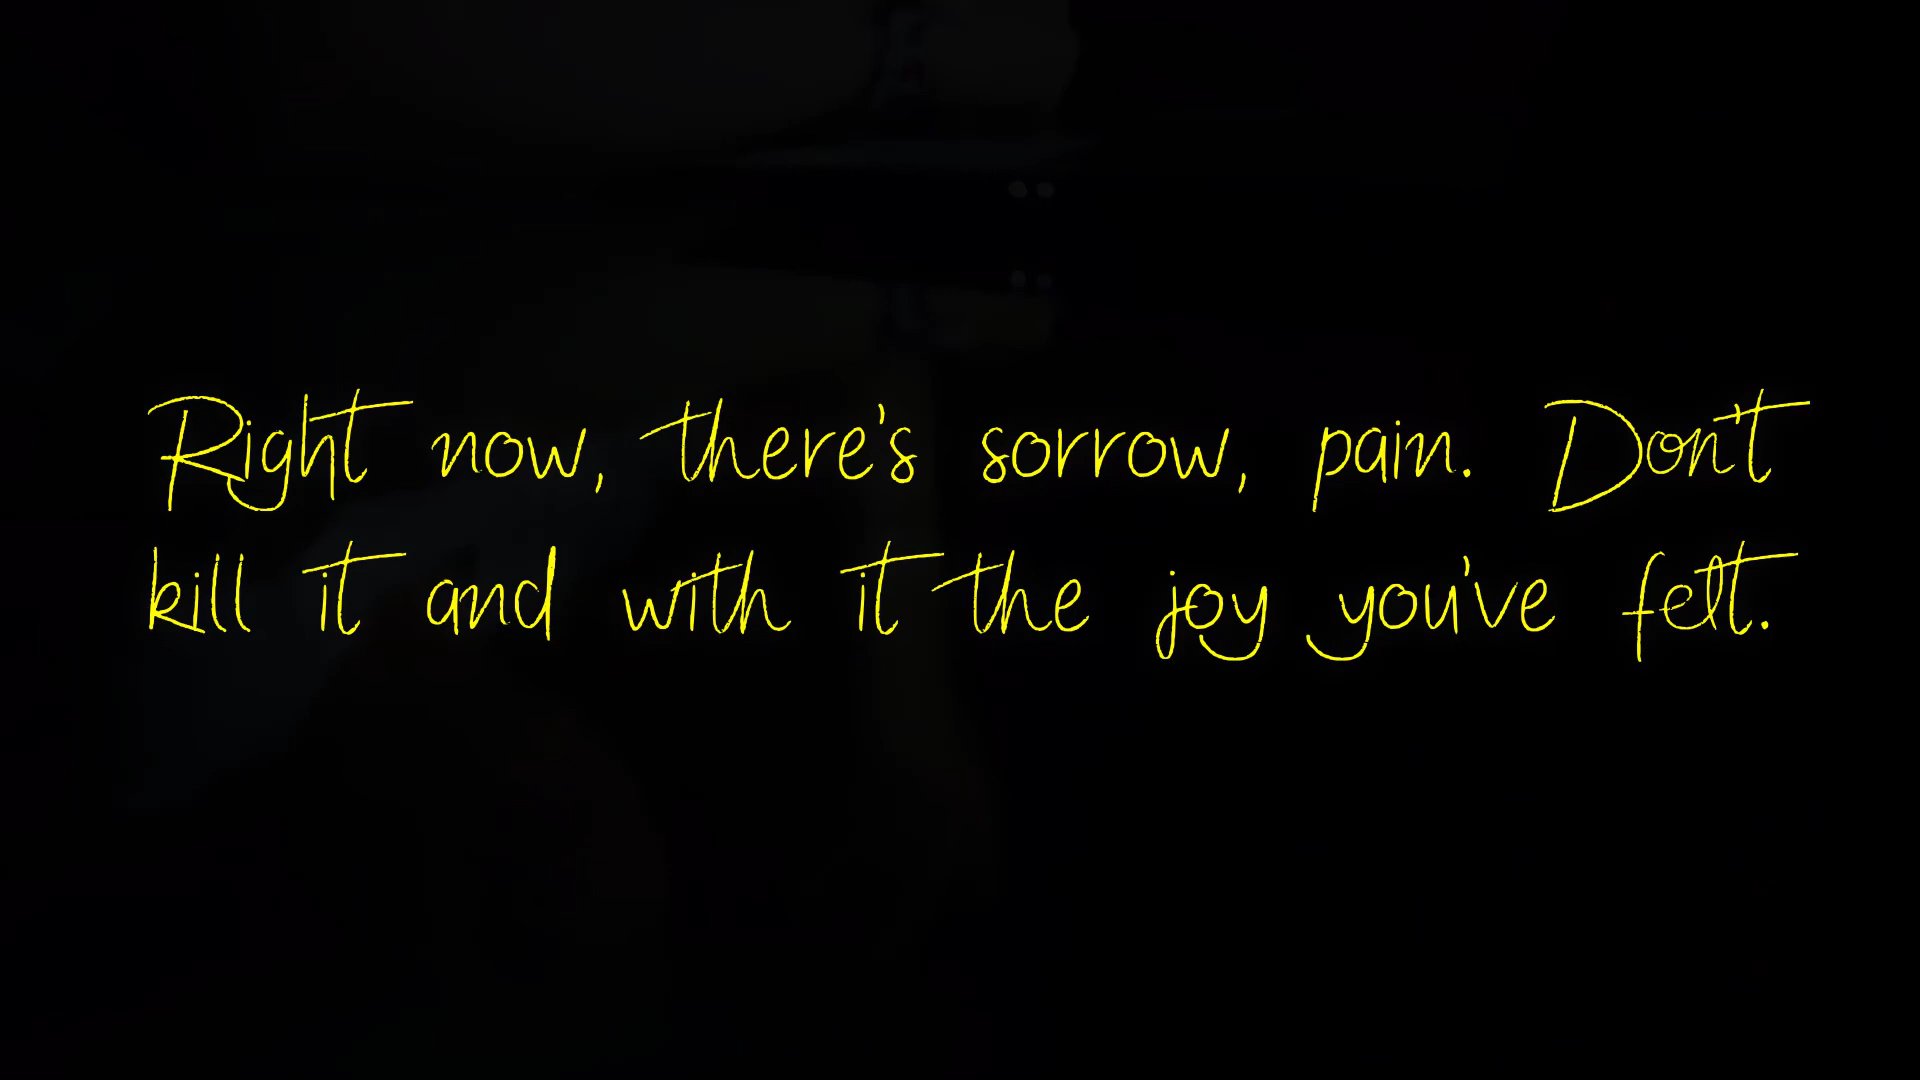 Right now, there's sorrow, pain. Don't
kill it and with it the joy you've felt.